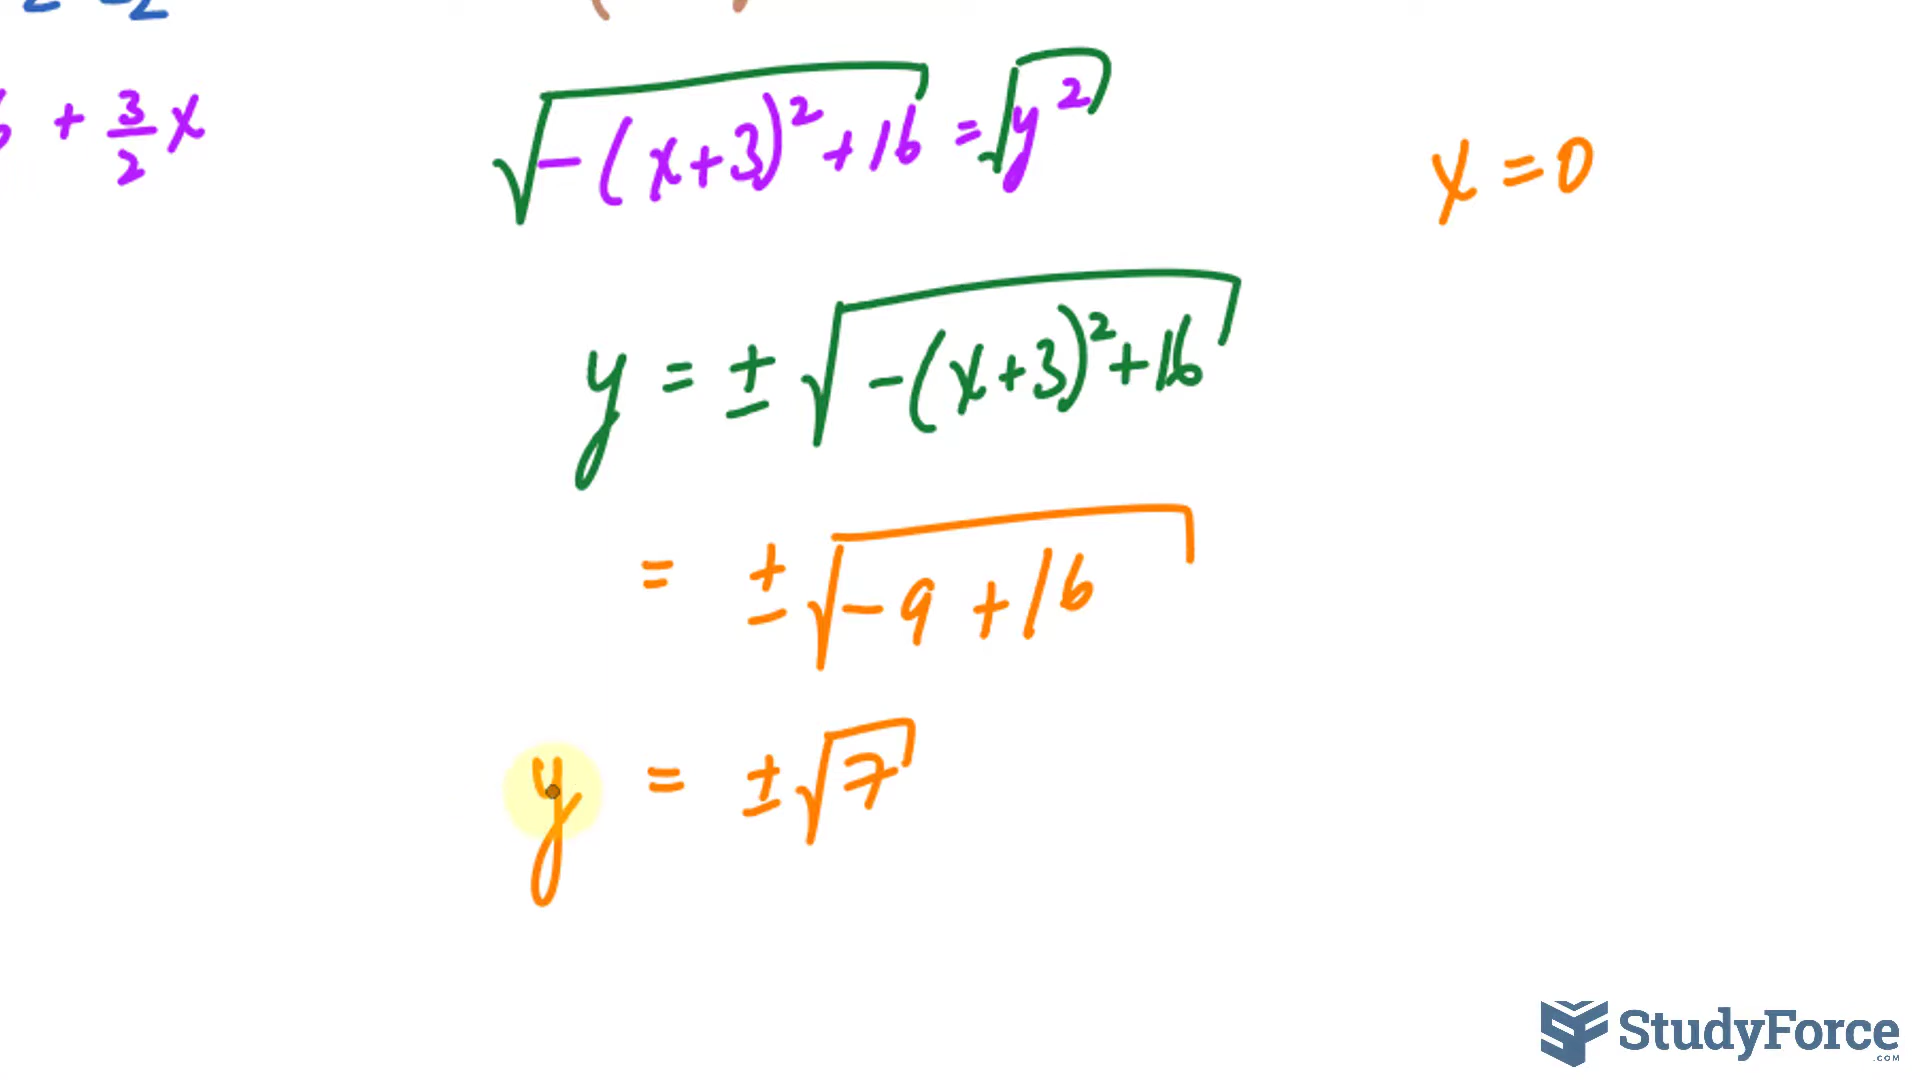 + 3/2 x
√(-(x+3)²+16) = √(y²)
x = 0
y = ± √(-(x+3)²+16)
= ± √(-9 + 16)
y = ± √7
StudyForce
.COM